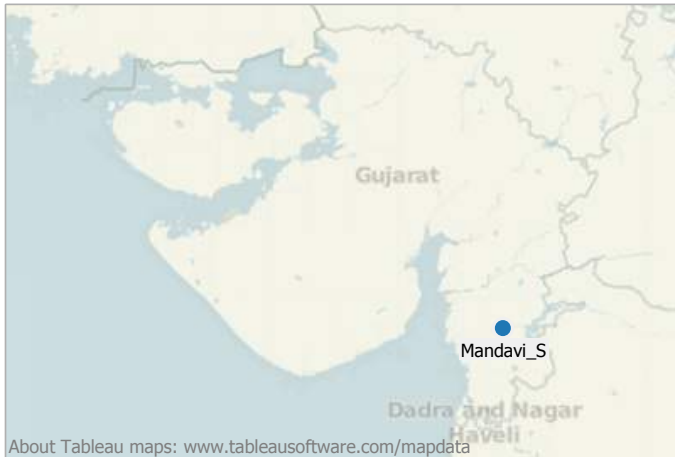 Gujarat
Mandavi_S
Dadra and Nagar
Haveli
About Tableau maps: www.tableausoftware.com/mapdata